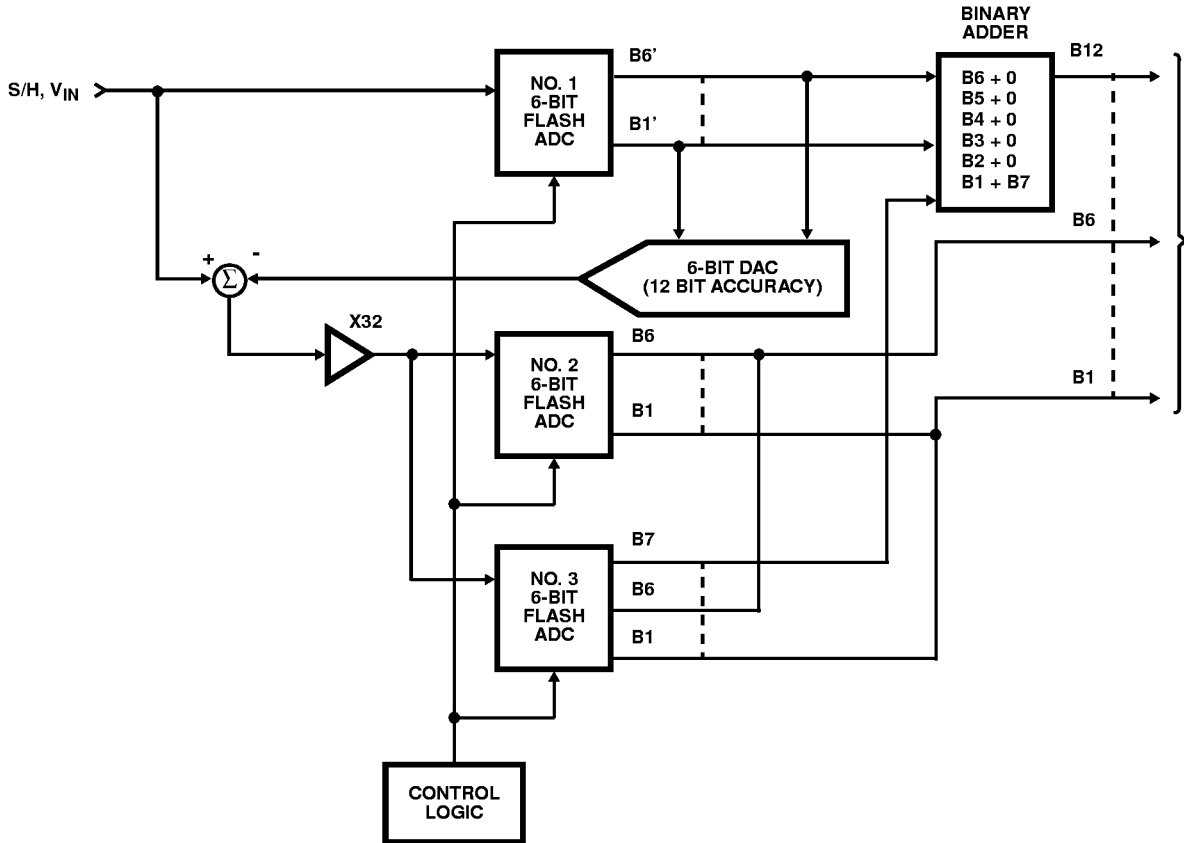 BINARY
ADDER
B6'
B12
S/H, VIN
NO. 1
6-BIT
FLASH
ADC
B1'
B6 + 0
B5 + 0
B4 + 0
B3 + 0
B2 + 0
B1 + B7
B6
+
-
Σ
6-BIT DAC
(12 BIT ACCURACY)
X32
B6
NO. 2
6-BIT
FLASH
ADC
B1
B1
B7
NO. 3
6-BIT
FLASH
ADC
B6
B1
CONTROL
LOGIC